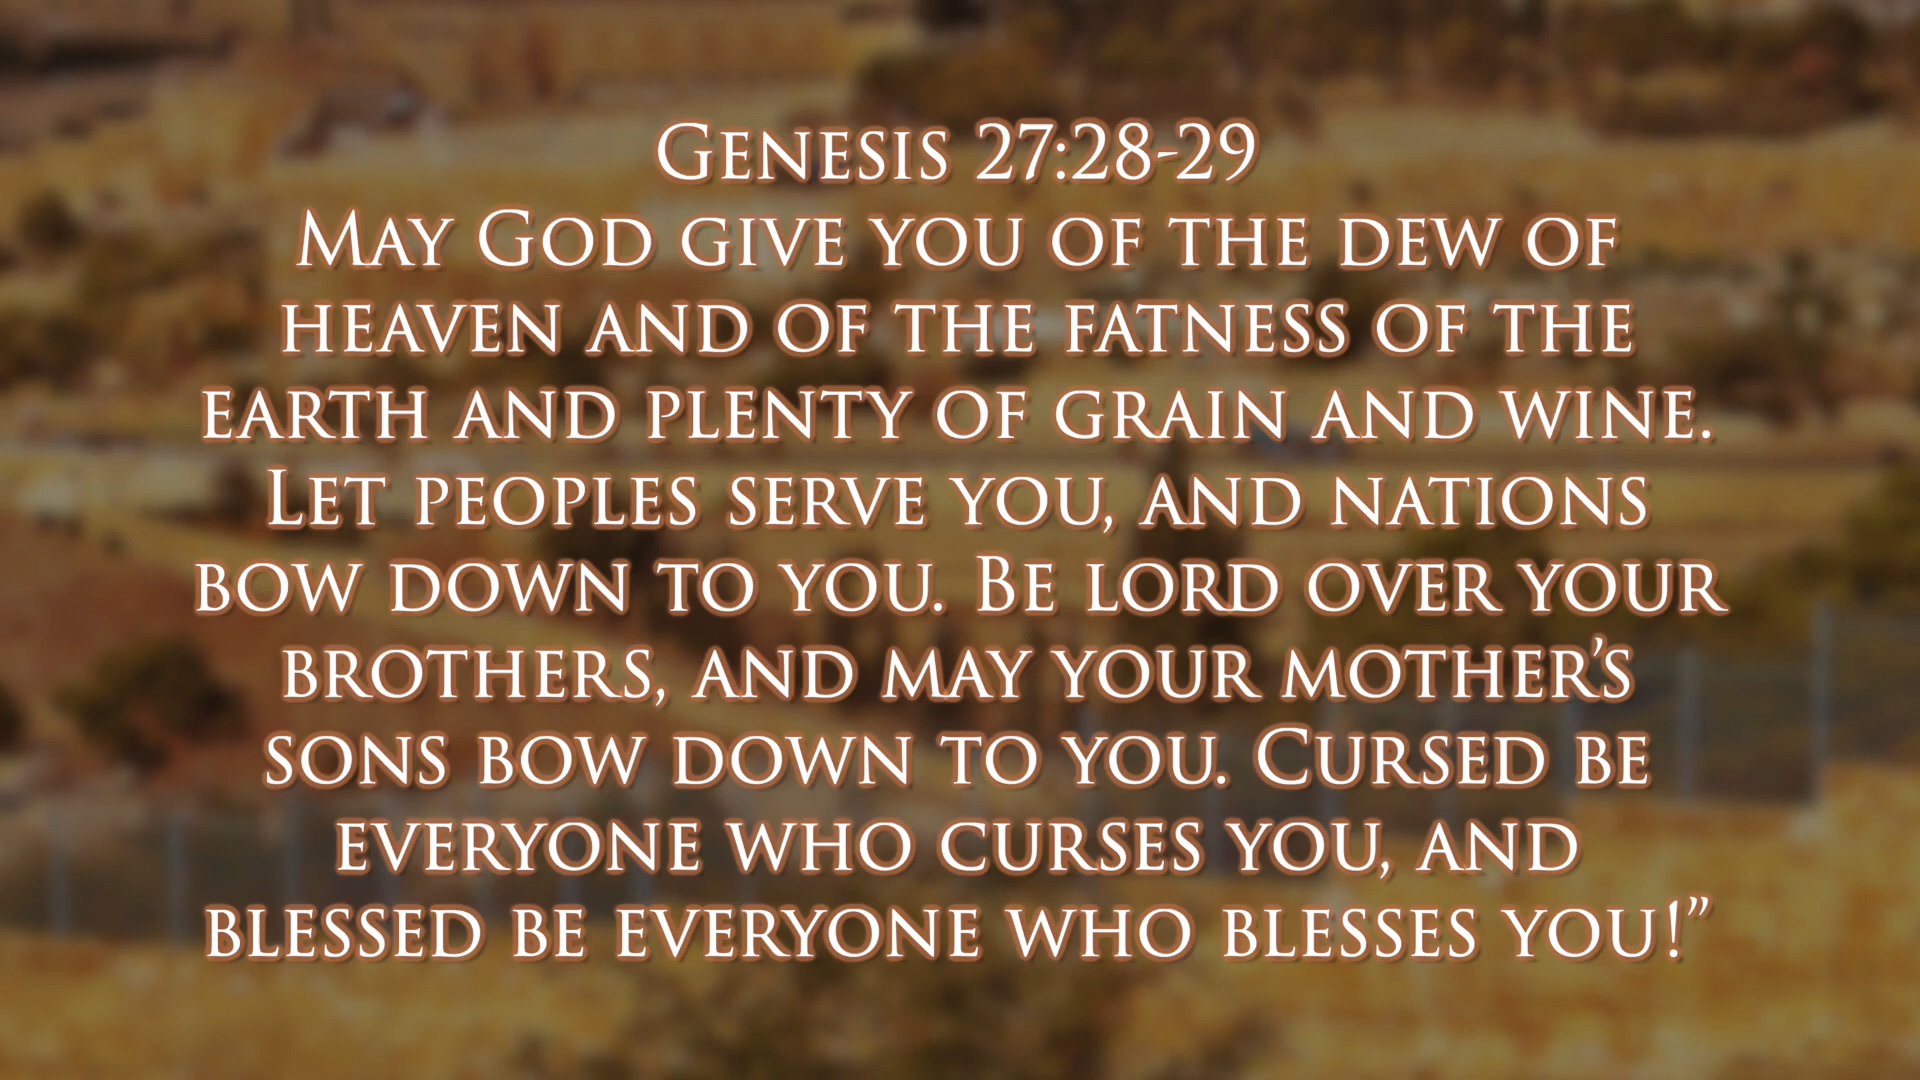 Genesis 27:28-29
May God give you of the dew of
heaven and of the fatness of the
earth and plenty of grain and wine.
Let peoples serve you, and nations
bow down to you. Be lord over your
brothers, and may your mother’s
sons bow down to you. Cursed be
everyone who curses you, and
blessed be everyone who blesses you!”